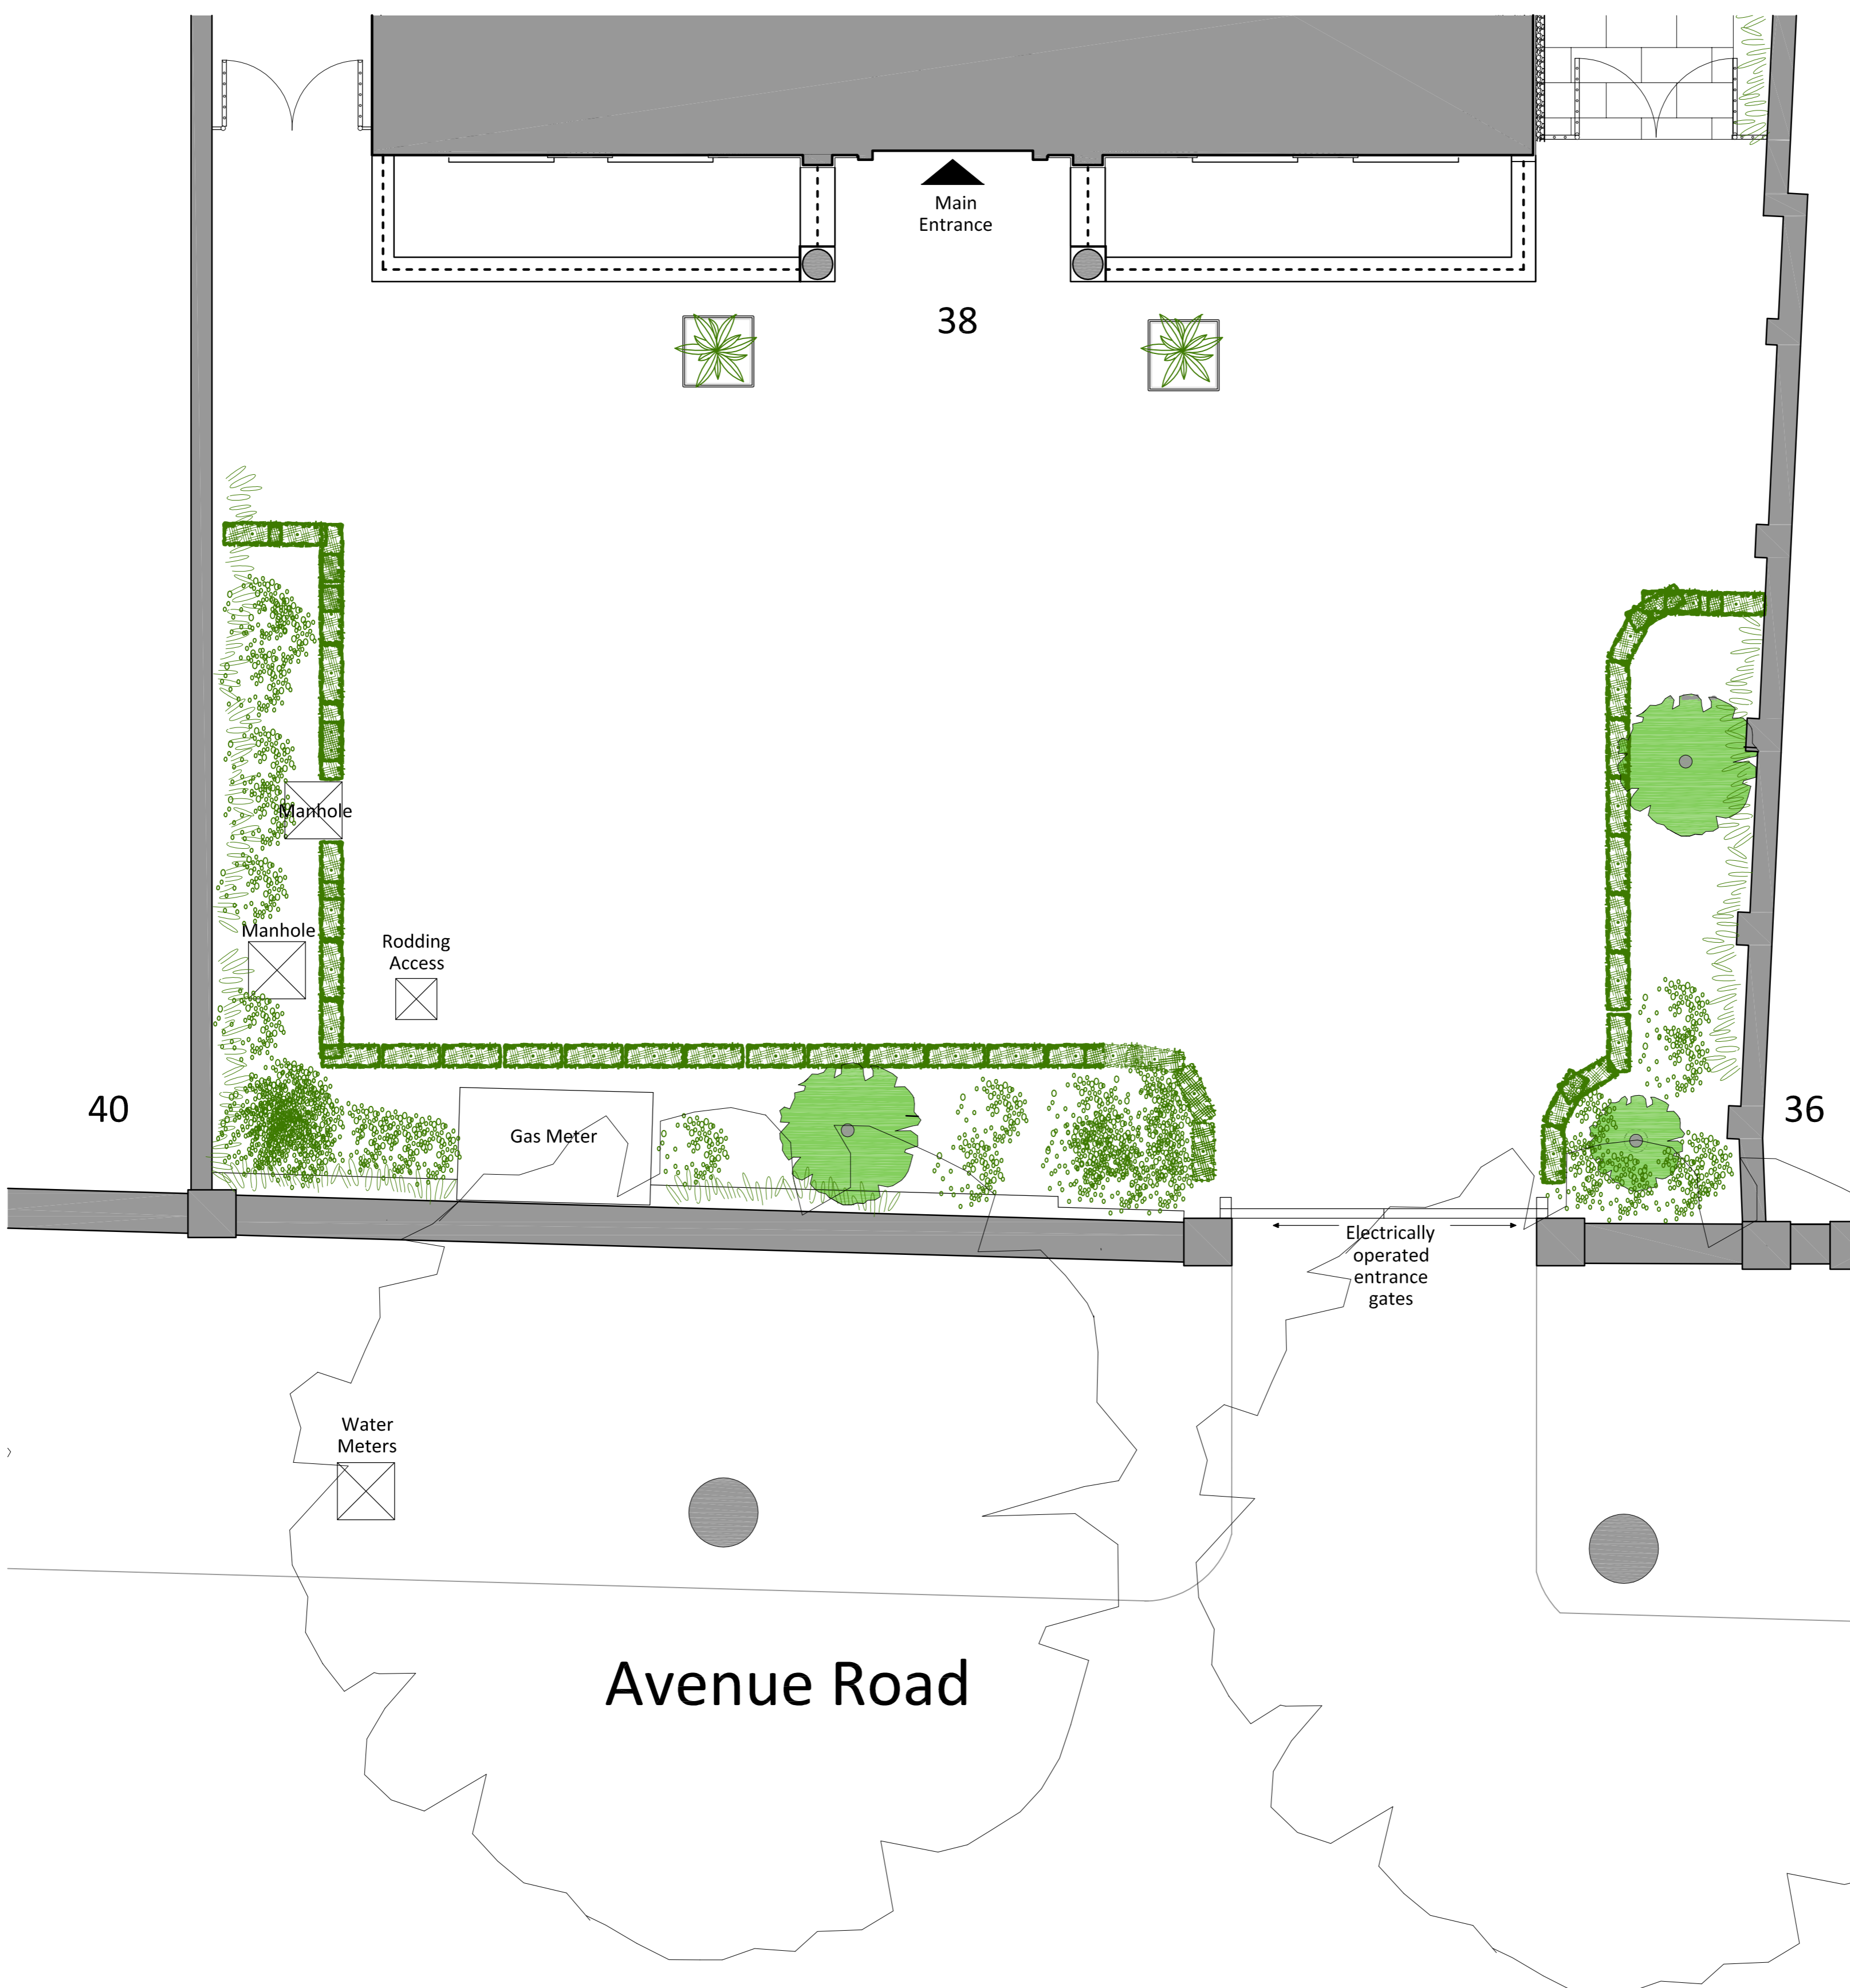 Main
Entrance
38
Manhole
Manhole
Rodding
Access
40
Gas Meter
36
Electrically
operated
entrance
gates
Water
Meters
Avenue Road